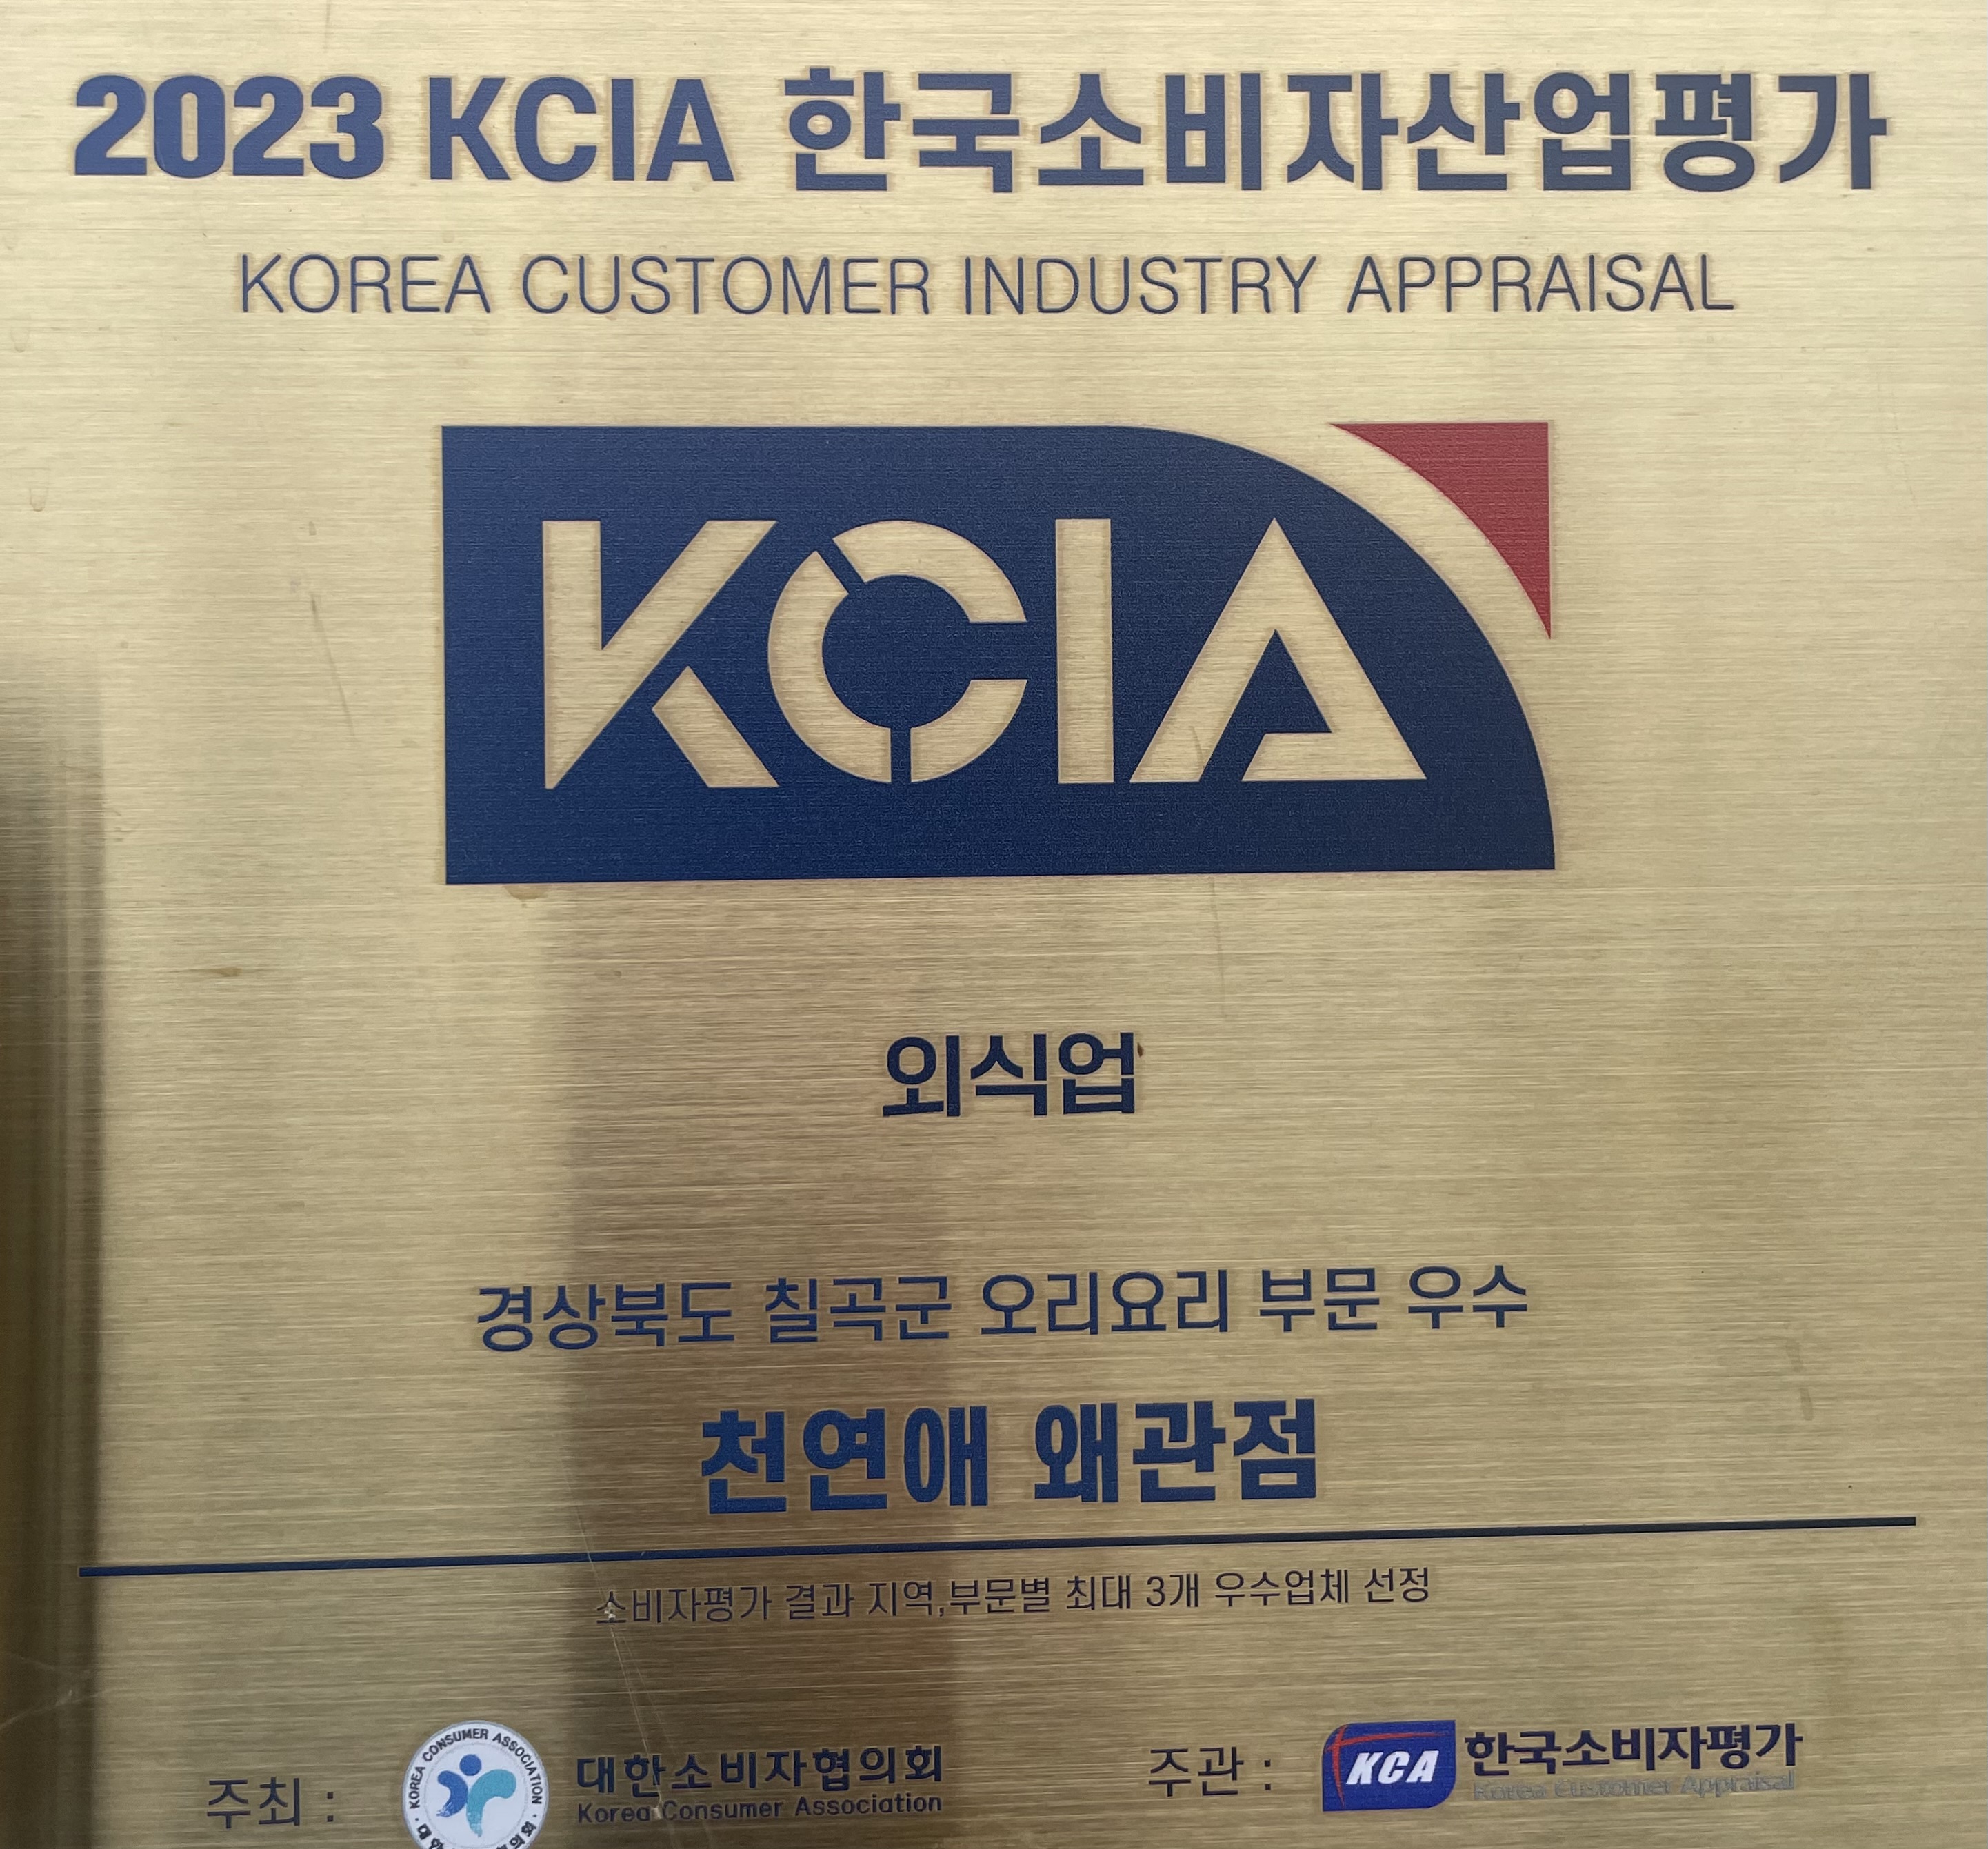 2023 KCIA 한국소비자산업평가
KOREA CUSTOMER INDUSTRY APPRAISAL
KCIA
외식업
경상북도 칠곡군 오리요리 부문 우수
천연애 왜관점
소비자평가 결과 지역,부문별 최대 3개 우수업체 선정
주최 :
KOREA CONSUMER ASSOCIATION
대한소비자협의회
Korea Consumer Association
주관 :
KCA
한국소비자평가
Korea Customer Appraisal